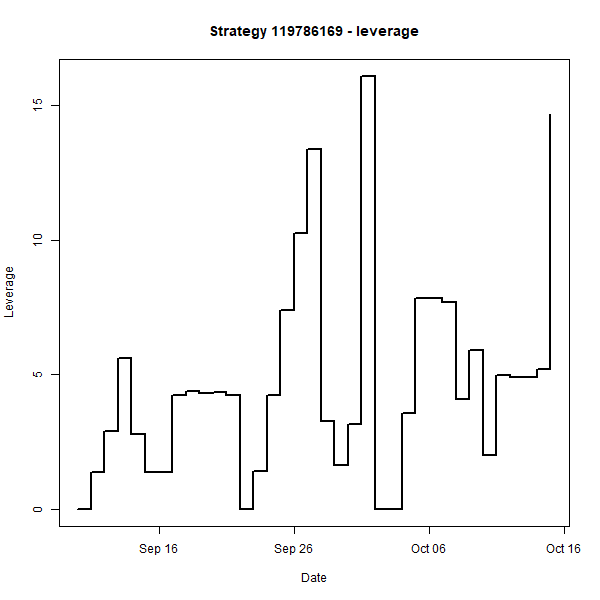 Strategy 119786169 - leverage
15
10
5
0
Leverage
Sep 16 Sep 26 Oct 06 Oct 16
Date